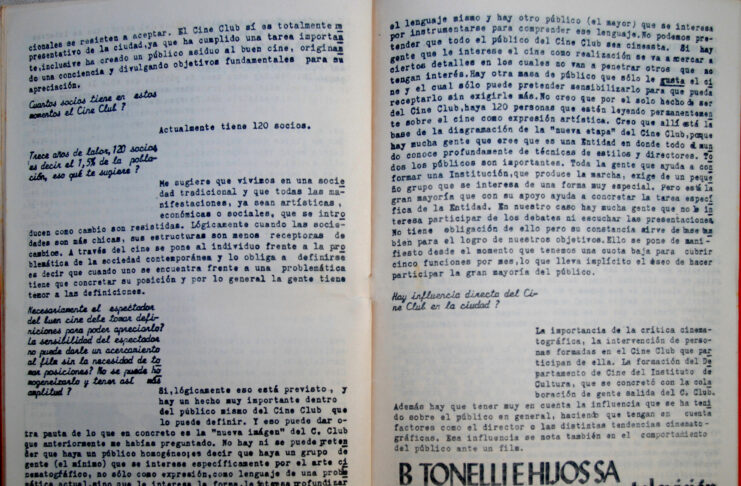 cionales se resisten a aceptar. El Cine Club sí es totalmente re
presentativo de la ciudad,ya que ha cumplido una tarea importan
te,inclusive ha creado un público asiduo al buen cine, originan
do una conciencia y divulgando objetivos fundamentales para su
apreciación.
Cuantos socios tiene en estos
momentos el Cine Club ?
Actualmente tiene 120 socios.
Trece años de labor, 120 socios
es decir el 1,5% de la pobla-
ción, eso qué te sugiere ?
Me sugiere que vivimos en una socie
dad tradicional y que todas las ma-
nifestaciones, ya sean artísticas ,
económicas o sociales, que se intro
ducen como cambio son resistidas. Lógicamente cuando las socie-
dades son más chicas, sus estructuras son menos receptoras de
cambios. A través del cine se pone al individuo frente a la pro
blemática de la sociedad contemporánea y lo obliga a definirse
es decir que cuando uno se encuentra frente a una problemática
tiene que concretar su posición y por lo general la gente tiene
temor a las definiciones.
Necesariamente el espectador
del buen cine debe tomar defi-
niciones para poder apreciarlo?
la sensibilidad del espectador
no puede darle un acercamiento
al film sin la necesidad de to
mar posiciones? No se puede ho
mogeneizarlo y tener así más
amplitud ?
Si,lógicamente eso está previsto , y
hay un hecho muy importante dentro
del público mismo del Cine Club que
lo puede definir. Y eso puede dar o-
tra pauta de lo que en concreto es la "nueva imágen" del C. Club
que anteriormente me habías preguntado. No hay ni se puede preten
der que haya un público homogéneo;es decir que haya un grupo de
gente (el mínimo) que se interese específicamente por el arte ci
nematográfico, no sólo como expresión,como lenguaje de una probl
mática actual,sino que le interesa la forma,le interesa profundizar
el lenguaje mismo y hay otro público (el mayor) que se interesa
por instrumentarse para comprender ese lenguaje.No podemos pre-
tender que todo el público del Cine Club sea cineasta. Si hay
gente que le interese el cine como realización se va a mercar a
ciertos detalles en los cuales no van a penetrar otros que no
tengan interés.Hay otra masa de público que sólo le gusta el ci
ne y el cual sólo puede pretender sensibilizarlo para que pueda
receptarlo sin exigirle más.No creo que por el solo hecho de ser
del Cine Club,haya 120 personas que están leyendo permanentemen
te sobre el cine como expresión artística. Creo que allí está la
base de la diagramación de la "nueva etapa" del Cine Club,porque
hay mucha gente que cree que es una Entidad en donde todo el mun
do conoce profundamente de técnicas de estilos y directores. To
dos los públicos son importantes. Toda la gente que ayuda a con
formar una Institución,que produce la marcha, exige de un peque
ño grupo que se interesa de una forma muy especial. Pero está la
gran mayoría que con su apoyo ayuda a concretar la tarea especí
fica de la Entidad. En nuestro caso hay mucha gente que no le in
teresa participar de los debates ni escuchar las presentaciones.
No tiene obligación de ello pero su constancia sirve de base tam
bien para el logro de nuestros objetivos.Ello se pone de mani-
fiesto desde el momento que tenemos una cuota baja para cubrir
cinco funciones por mes,lo que lleva implícito el deseo de hacer
participar la gran mayoría del público.
Hay influencia directa del Ci-
ne Club en la ciudad ?
La importancia de la crítica cinema-
tográfica, la intervención de perso-
nas formadas en el Cine Club que par
ticipan de ella. La formación del De
partamento de Cine del Instituto de
Cultura, que se concretó con la cola
boración de gente salida del C. Club.
Además hay que tener muy en cuenta la influencia que se ha teni
do sobre el público en general, haciendo que tengan en cuenta
factores como el director o las distintas tendencias cinemato-
gráficas. Esa influencia se nota también en el comportamiento
del público ante un film.
B. TONELLI E HIJOS SA